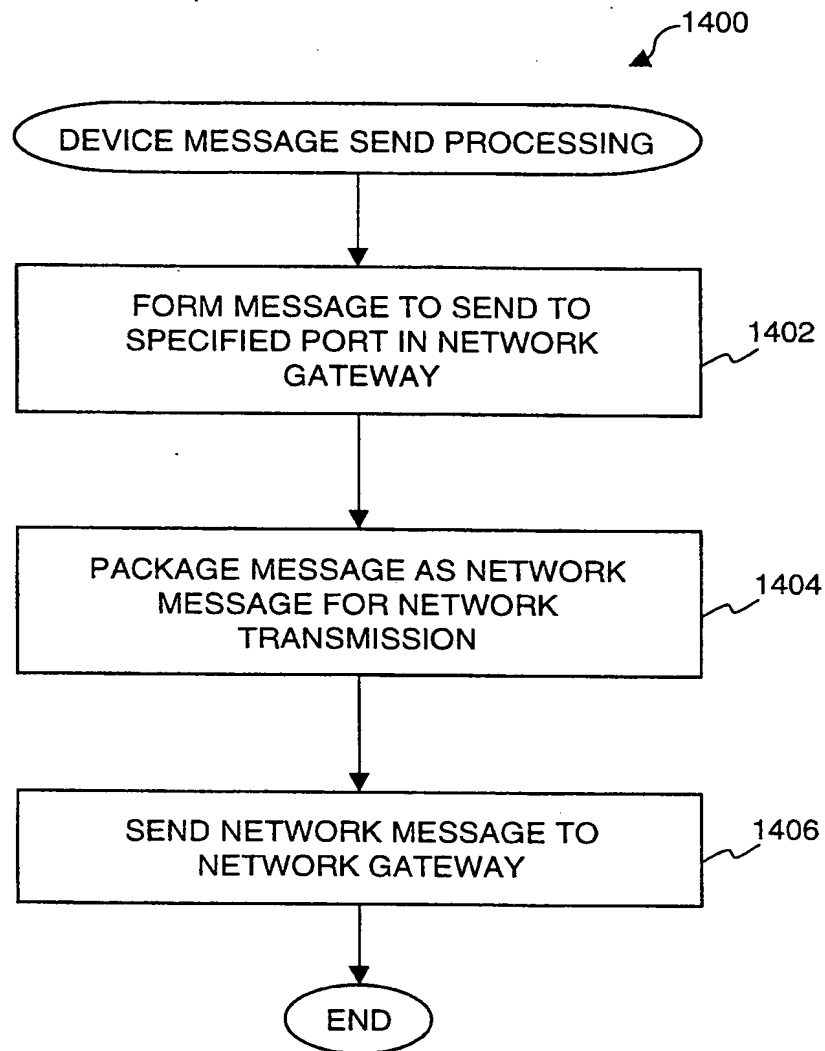 1400
DEVICE MESSAGE SEND PROCESSING
FORM MESSAGE TO SEND TO
SPECIFIED PORT IN NETWORK
GATEWAY
1402
PACKAGE MESSAGE AS NETWORK
MESSAGE FOR NETWORK
TRANSMISSION
1404
SEND NETWORK MESSAGE TO
NETWORK GATEWAY
1406
END